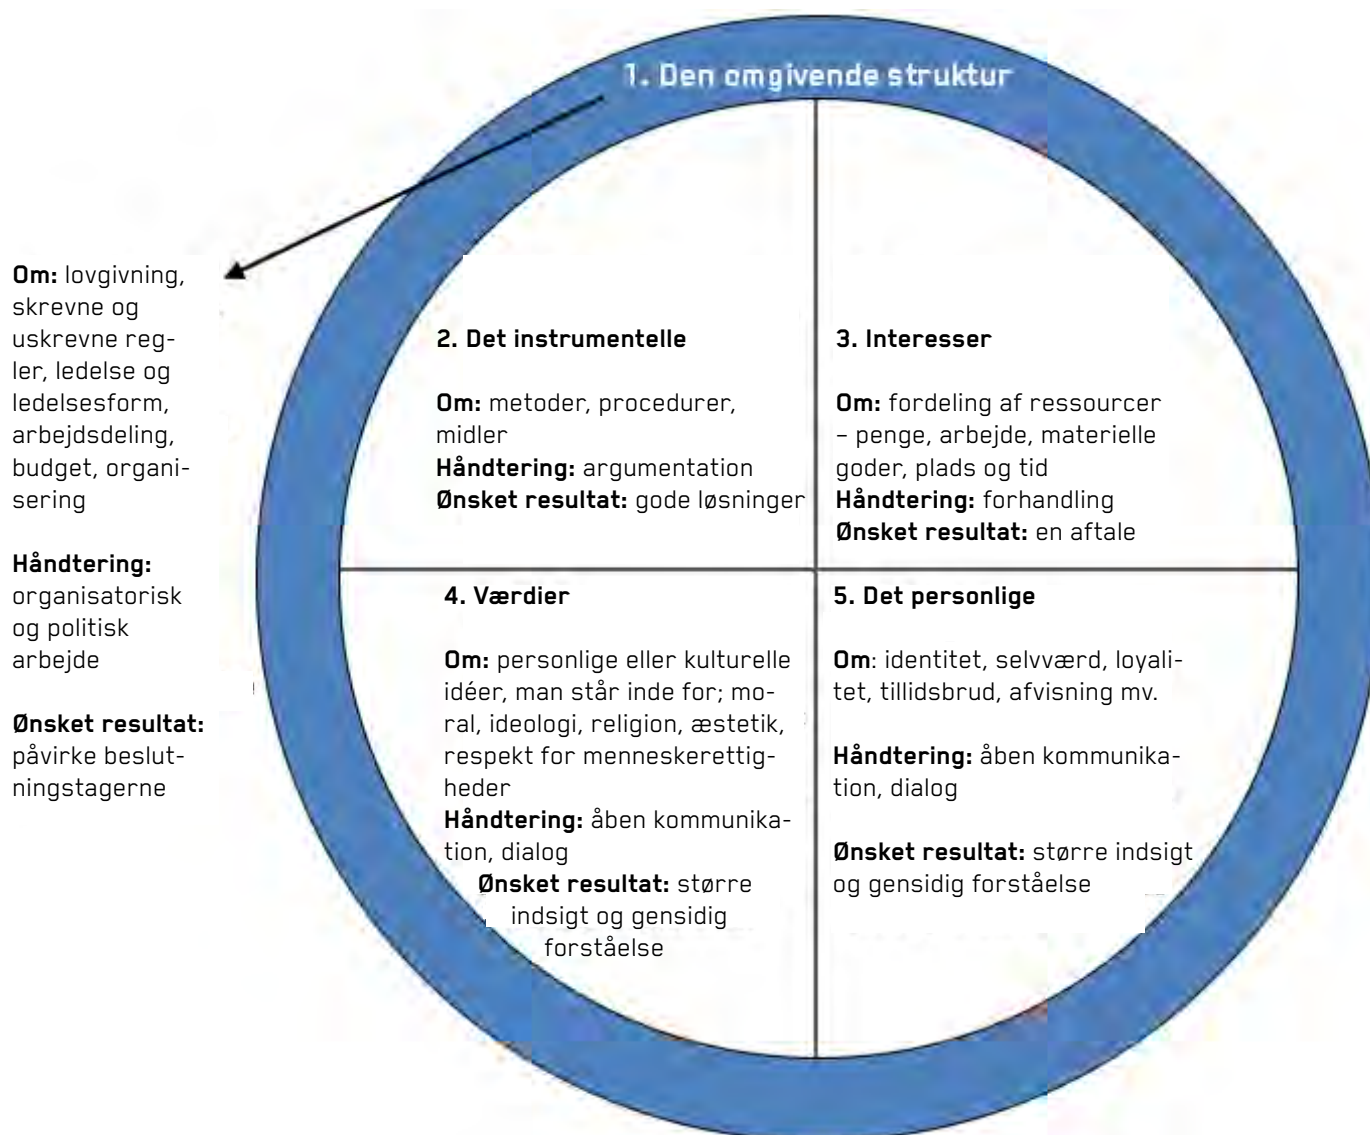 1. Den omgivende struktur
Om: lovgivning,
skrevne og
uskrevne reg-
ler, ledelse og
ledelsesform,
arbejdsdeling,
budget, organi-
sering
Håndtering:
organisatorisk
og politisk
arbejde
Ønsket resultat:
påvirke beslut-
ningstagerne
2. Det instrumentelle
Om: metoder, procedurer,
midler
Håndtering: argumentation
Ønsket resultat: gode løsninger
3. Interesser
Om: fordeling af ressourcer
– penge, arbejde, materielle
goder, plads og tid
Håndtering: forhandling
Ønsket resultat: en aftale
4. Værdier
Om: personlige eller kulturelle
idéer, man står inde for; mo-
ral, ideologi, religion, æstetik,
respekt for menneskerettig-
heder
Håndtering: åben kommunika-
tion, dialog
Ønsket resultat: større
indsigt og gensidig
forståelse
5. Det personlige
Om: identitet, selvværd, loyali-
tet, tillidsbrud, afvisning mv.
Håndtering: åben kommunika-
tion, dialog
Ønsket resultat: større indsigt
og gensidig forståelse